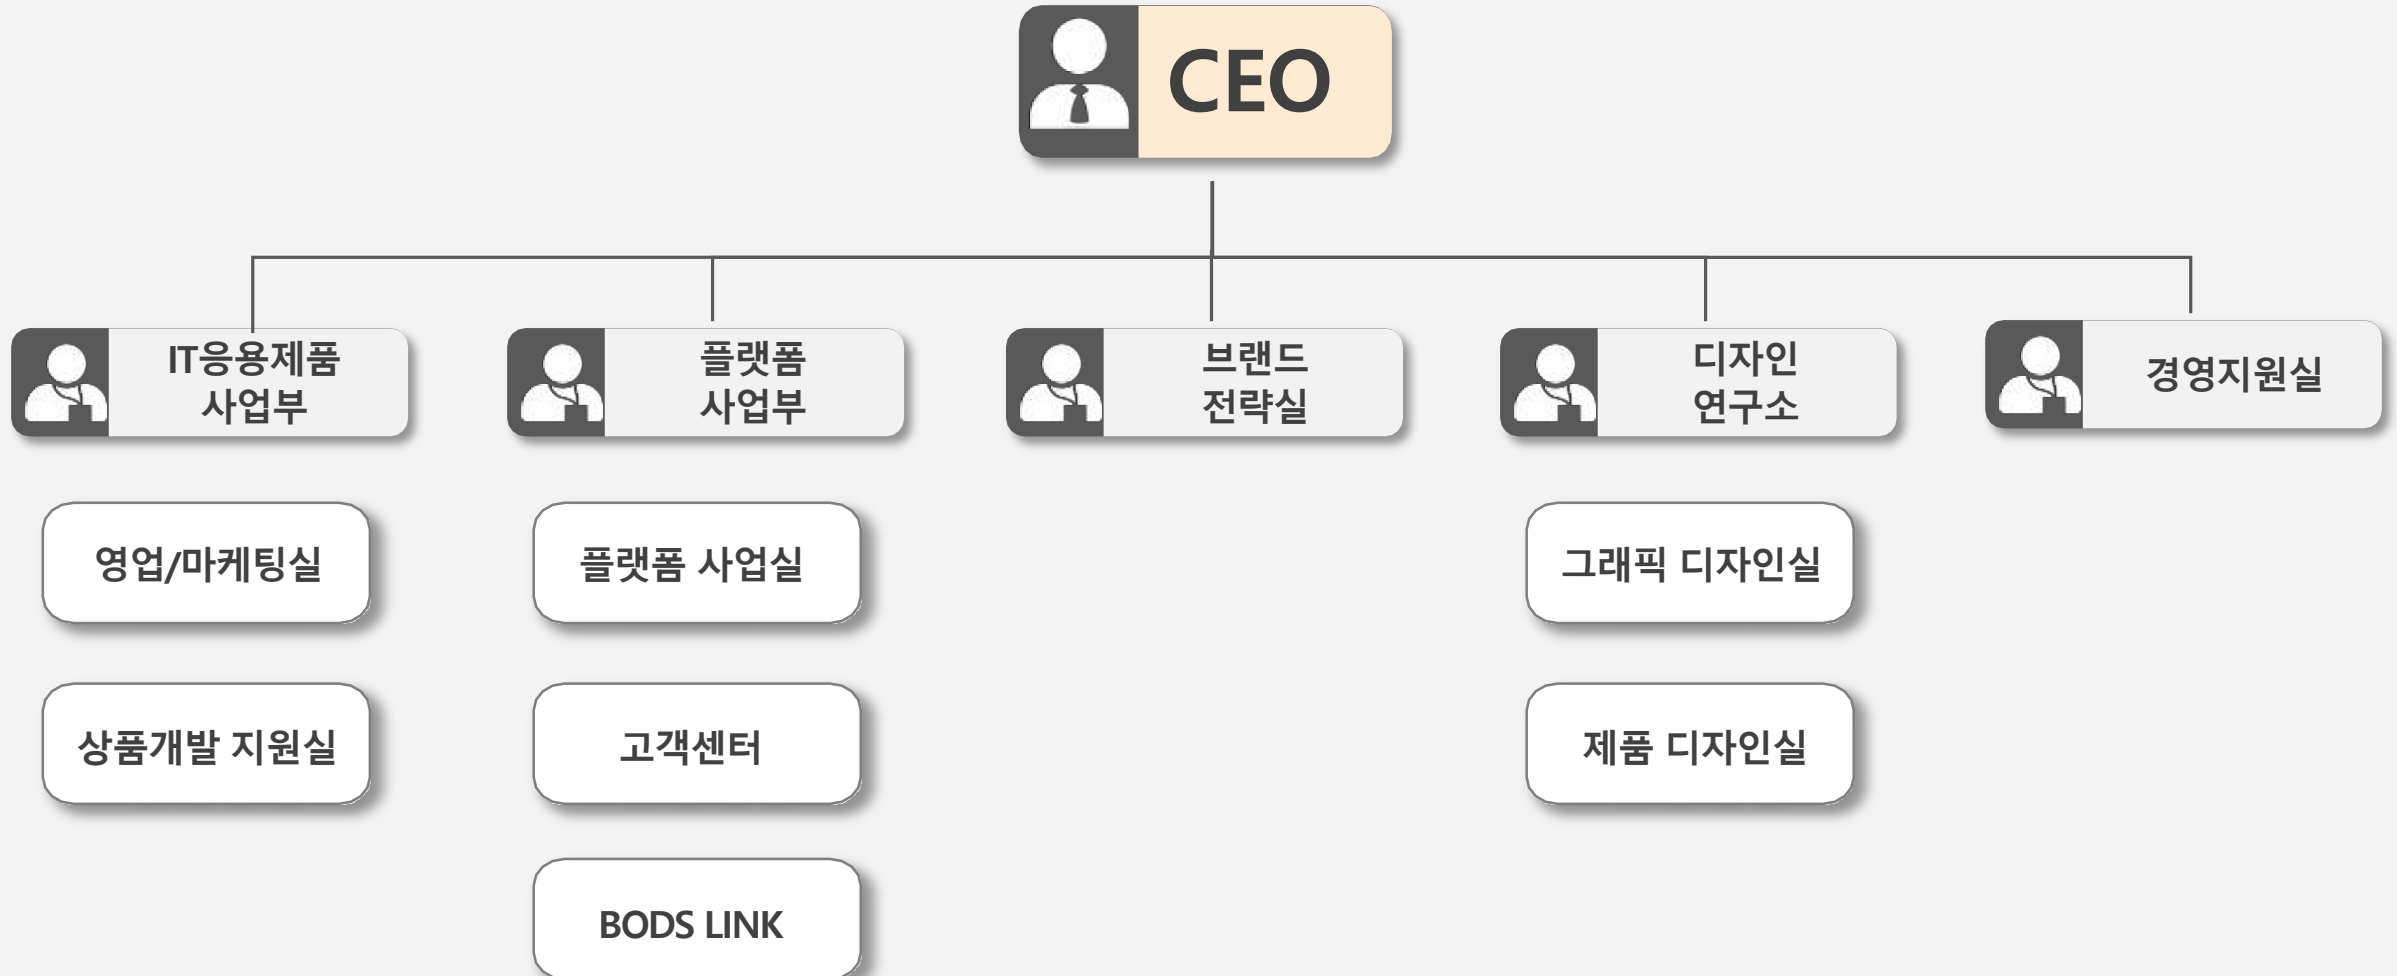 CEO
IT응용제품
사업부
플랫폼
사업부
브랜드
전략실
디자인
연구소
경영지원실
영업/마케팅실
플랫폼 사업실
그래픽 디자인실
상품개발 지원실
고객센터
제품 디자인실
BODS LINK